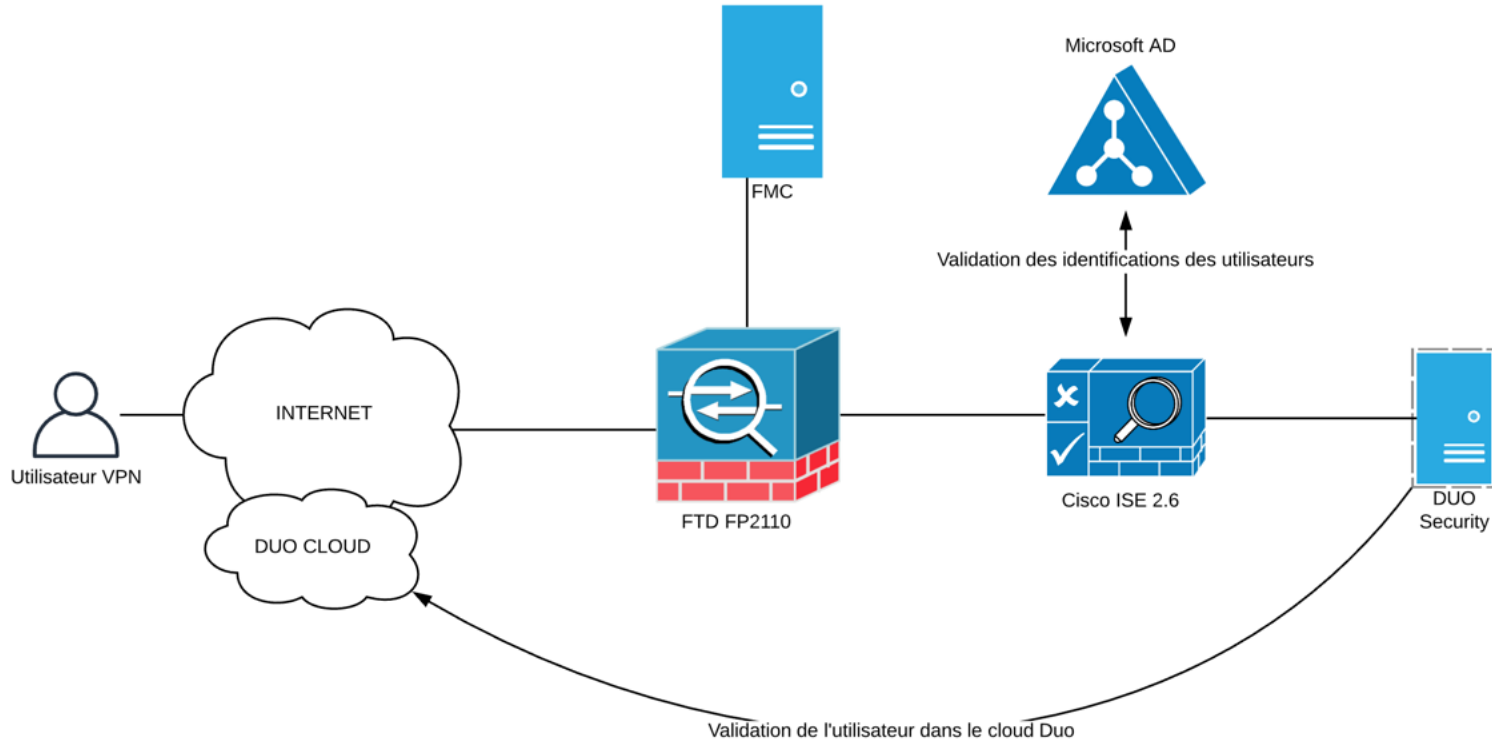 Microsoft AD
FMC
Validation des identifications des utilisateurs
INTERNET
Utilisateur VPN
FTD FP2110
Cisco ISE 2.6
DUO
Security
DUO CLOUD
Validation de l'utilisateur dans le cloud Duo